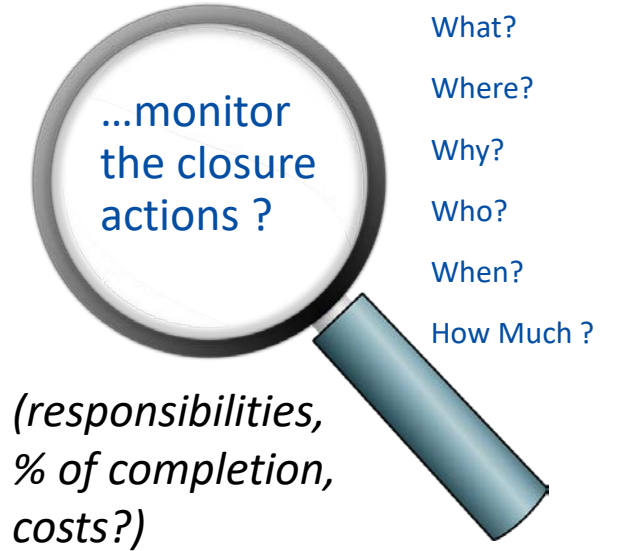 ...monitor
the closure
actions ?
What?
Where?
Why?
Who?
When?
How Much ?
(responsibilities,
% of completion,
costs?)